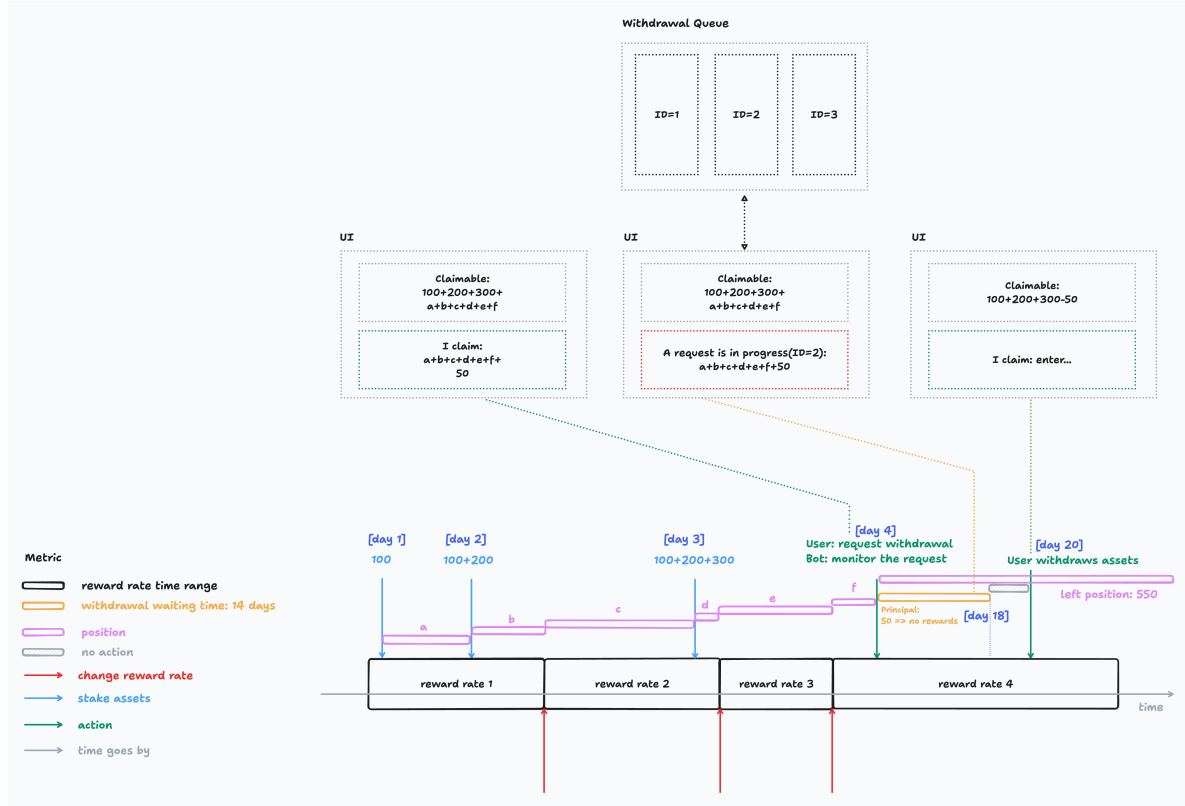 Withdrawal Queue
ID=1
ID=2
ID=3
UI
Claimable:
100+200+300+
a+b+c+d+e+f
I claim:
a+b+c+d+e+f+
50
UI
Claimable:
100+200+300+
a+b+c+d+e+f
A request is in progress(ID=2):
a+b+c+d+e+f+50
UI
Claimable:
100+200+300-50
I claim: enter...
Metric
reward rate time range
withdrawal waiting time: 14 days
position
no action
change reward rate
stake assets
action
time goes by
[day 1]
100
[day 2]
100+200
[day 3]
100+200+300
[day 4]
User: request withdrawal
Bot: monitor the request
[day 20]
User withdraws assets
a
b
c
d
e
f
left position: 550
Principal:
50 => no rewards
[day 18]
reward rate 1
reward rate 2
reward rate 3
reward rate 4
time